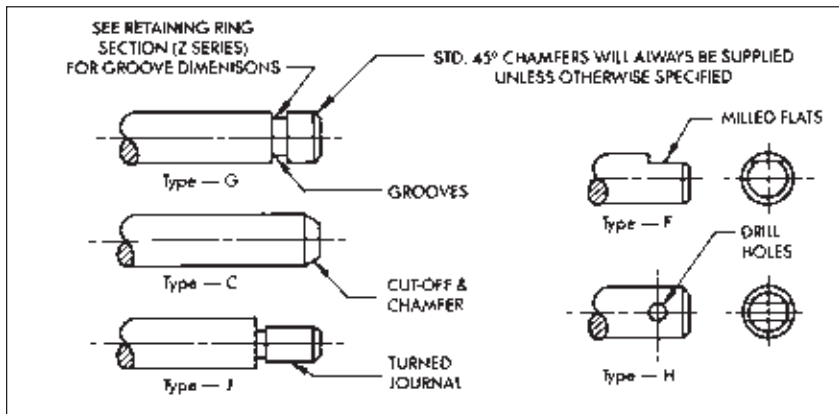 SEE RETAINING RING
SECTION (Z SERIES)
FOR GROOVE DIMENISONS
STD. 45° CHAMFERS WILL ALWAYS BE SUPPLIED
UNLESS OTHERWISE SPECIFIED
MILLED FLATS
GROOVES
Type — G
Type — F
DRILL
HOLES
Type — C
CUT-OFF &
CHAMFER
TURNED
JOURNAL
Type — J
Type — H